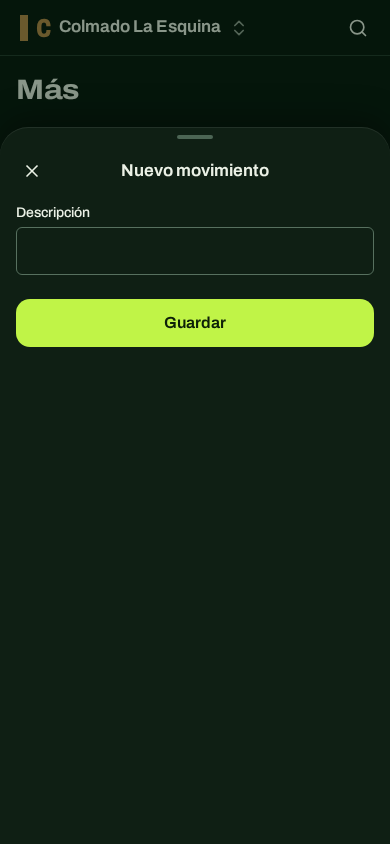 C Colmado La Esquina
Más
Nuevo movimiento
Descripción
Guardar